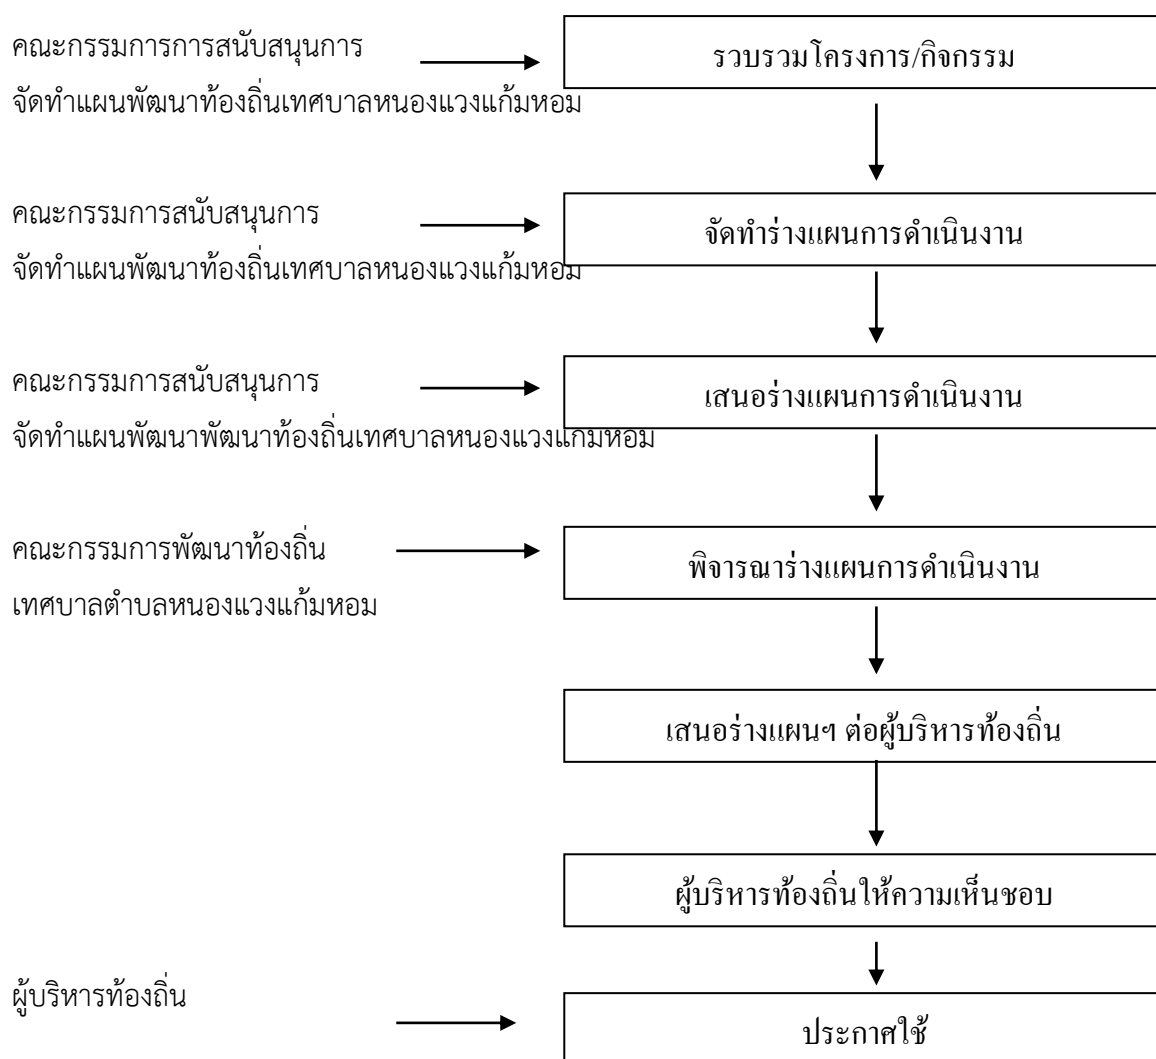 คณะกรรมการการสนับสนุนการ
จัดทำแผนพัฒนาท้องถิ่นเทศบาลหนองแวงแก้มหอม
รวบรวมโครงการ/กิจกรรม
คณะกรรมการสนับสนุนการ
จัดทำแผนพัฒนาท้องถิ่นเทศบาลหนองแวงแก้มหอม
จัดทำร่างแผนการดำเนินงาน
คณะกรรมการสนับสนุนการ
จัดทำแผนพัฒนาพัฒนาท้องถิ่นเทศบาลหนองแวงแก้มหอม
เสนอร่างแผนการดำเนินงาน
คณะกรรมการพัฒนาท้องถิ่น
เทศบาลตำบลหนองแวงแก้มหอม
พิจารณาร่างแผนการดำเนินงาน
เสนอร่างแผนฯ ต่อผู้บริหารท้องถิ่น
ผู้บริหารท้องถิ่นให้ความเห็นชอบ
ผู้บริหารท้องถิ่น
ประกาศใช้